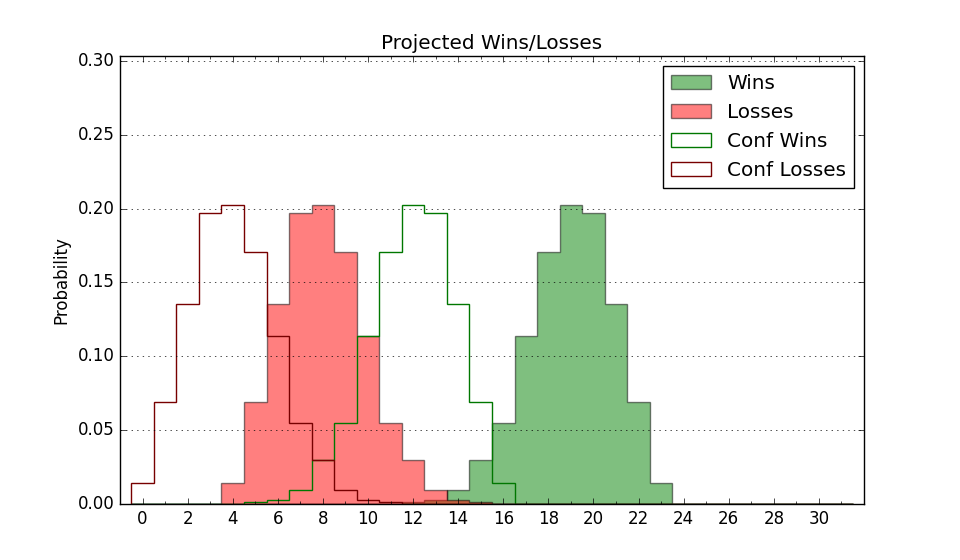 Projected Wins/Losses
0.30
0.25
0.20
0.15
0.10
0.05
0.00
Probability
Wins
Losses
Conf Wins
Conf Losses
0 2 4 6 8 10 12 14 16 18 20 22 24 26 28 30